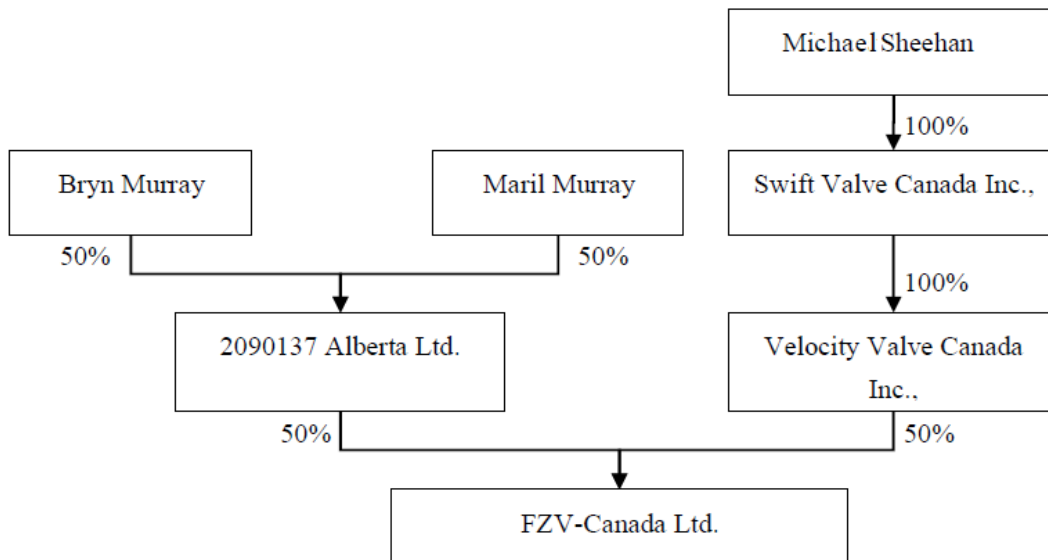 Michael Sheehan
100%
Bryn Murray
Maril Murray
Swift Valve Canada Inc.,
50%
50%
100%
2090137 Alberta Ltd.
Velocity Valve Canada
Inc.,
50%
50%
FZV-Canada Ltd.